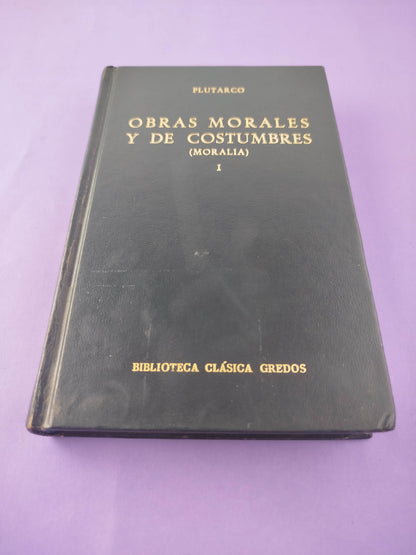 PLUTARCO
OBRAS MORALES
Y DE COSTUMBRES
(MORALIA)
I
BIBLIOTECA CLÁSICA GREDOS